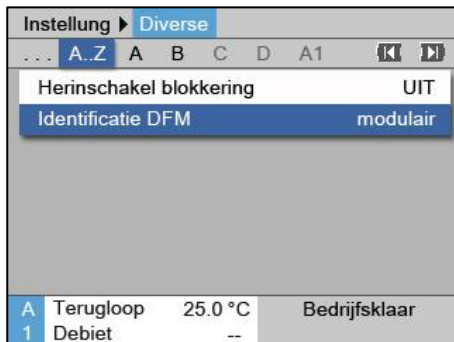 Instellung ▶ Diverse
... A..Z A B C D A1
Herinschakel blokkering UIT
Identificatie DFM modulair
A Terugloop 25.0 °C Bedrijfsklaar
1 Debiet --